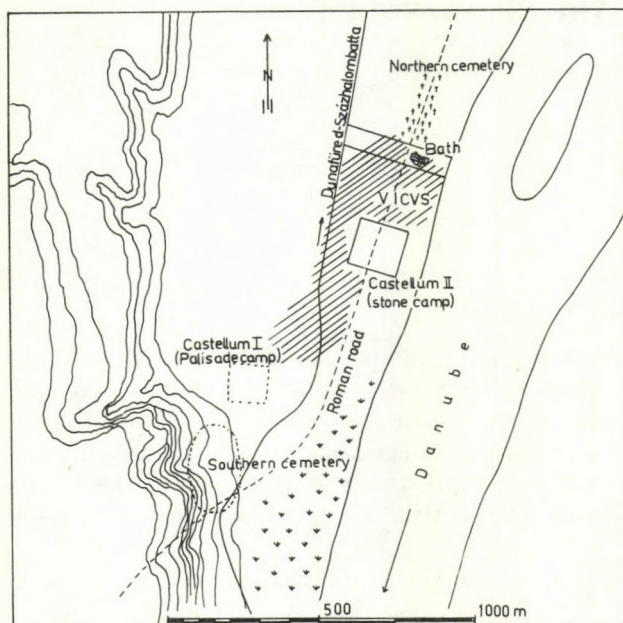 N
Northern cemetery
Dunafüred-Százhalombatta
Bath
VICVS
Castellum II
(stone camp)
Castellum I
(Palisade camp)
Roman road
Southern cemetery
Danube
500
1000 m